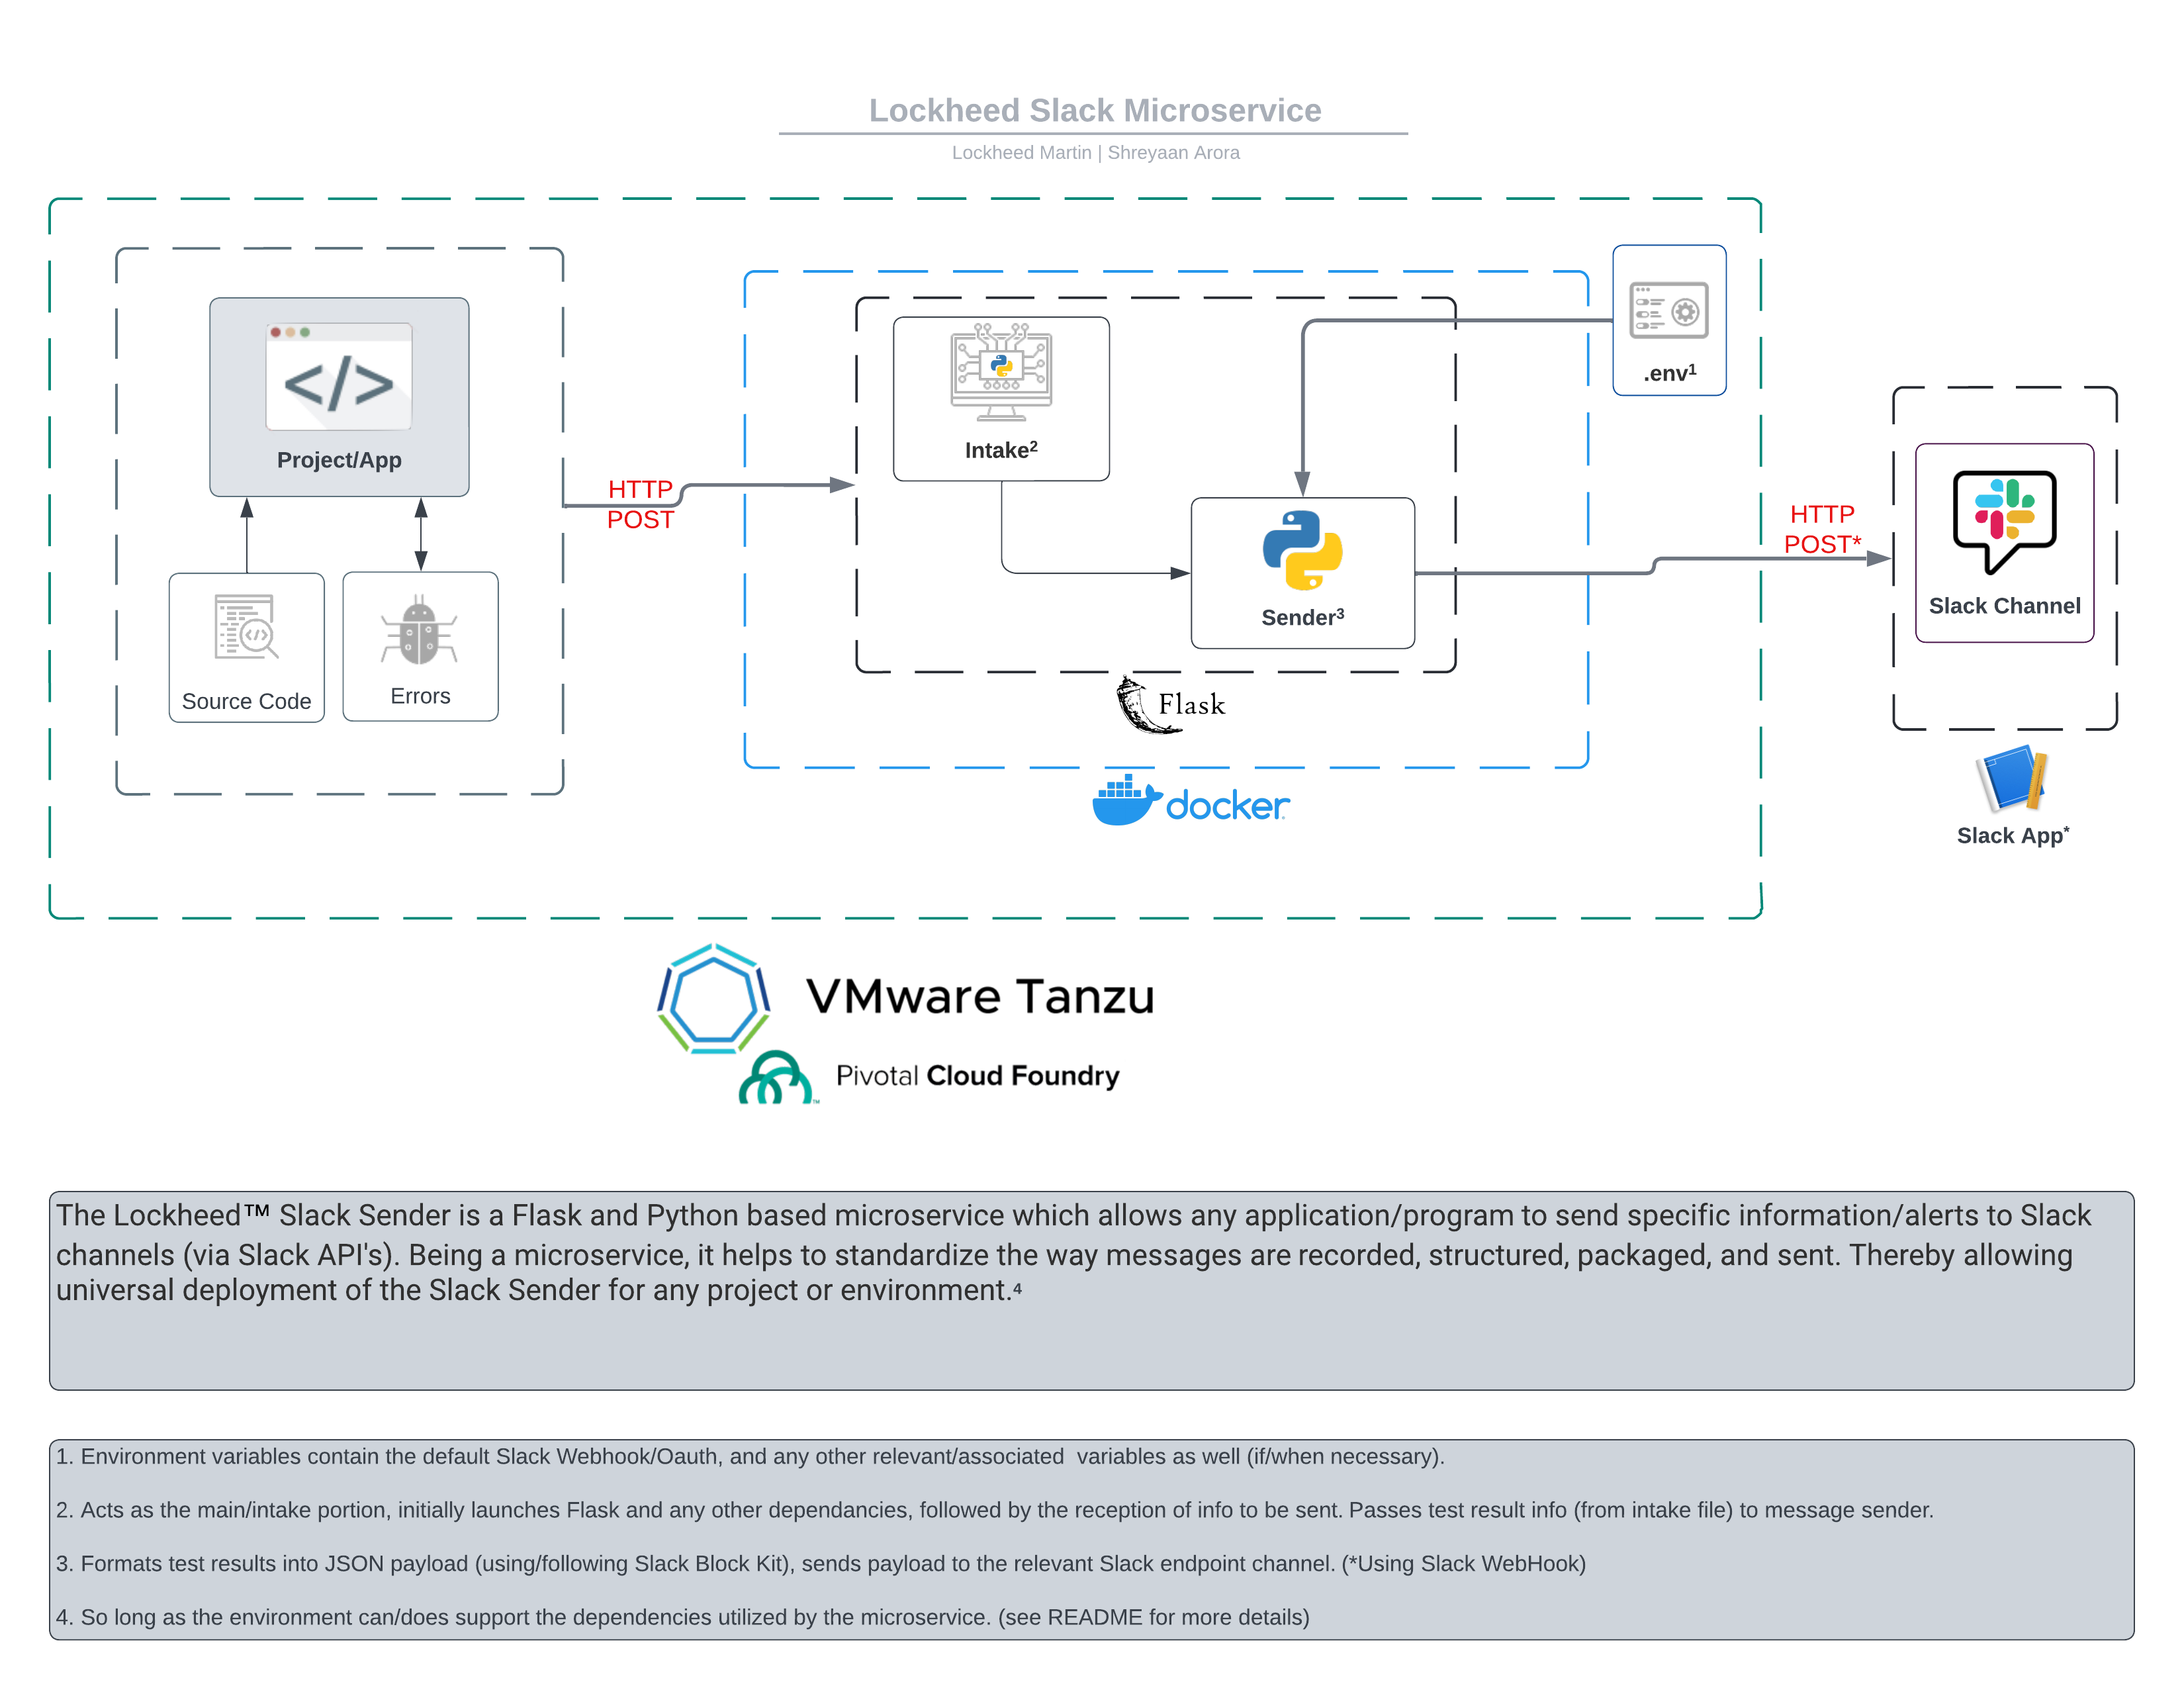 Lockheed Slack Microservice
Lockheed Martin | Shreyaan Arora
Project/App
Source Code
Errors
HTTP
POST
Intake²
.env¹
Sender³
Flask
docker
HTTP
POST*
Slack Channel
Slack App*
VMware Tanzu
Pivotal Cloud Foundry
The Lockheed™ Slack Sender is a Flask and Python based microservice which allows any application/program to send specific information/alerts to Slack
channels (via Slack API's). Being a microservice, it helps to standardize the way messages are recorded, structured, packaged, and sent. Thereby allowing
universal deployment of the Slack Sender for any project or environment.⁴
1. Environment variables contain the default Slack Webhook/Oauth, and any other relevant/associated  variables as well (if/when necessary).
2. Acts as the main/intake portion, initially launches Flask and any other dependancies, followed by the reception of info to be sent. Passes test result info (from intake file) to message sender.
3. Formats test results into JSON payload (using/following Slack Block Kit), sends payload to the relevant Slack endpoint channel. (*Using Slack WebHook)
4. So long as the environment can/does support the dependencies utilized by the microservice. (see README for more details)